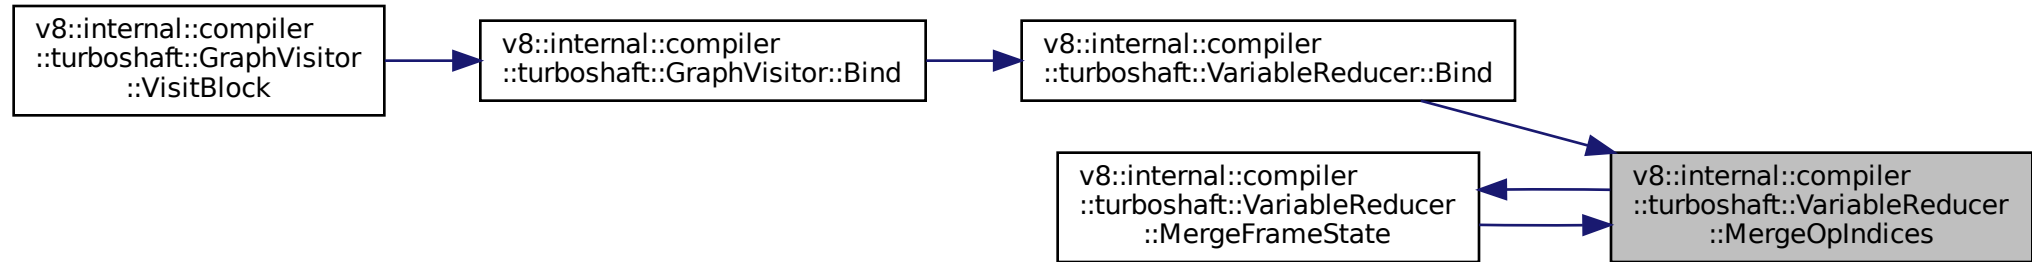 v8::internal::compiler
::turboshaft::GraphVisitor
::VisitBlock
v8::internal::compiler
::turboshaft::GraphVisitor::Bind
v8::internal::compiler
::turboshaft::VariableReducer::Bind
v8::internal::compiler
::turboshaft::VariableReducer
::MergeFrameState
v8::internal::compiler
::turboshaft::VariableReducer
::MergeOpIndices